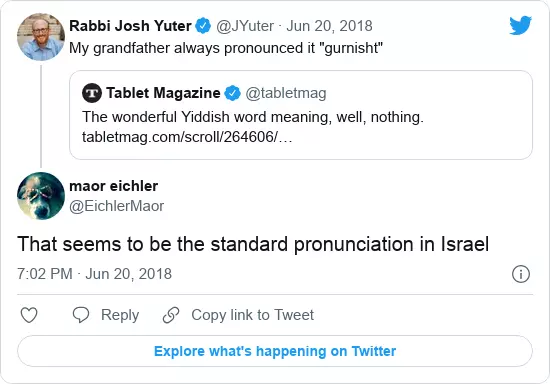 Rabbi Josh Yuter @JYuter · Jun 20, 2018
My grandfather always pronounced it "gurnisht"
Tablet Magazine @tabletmag
The wonderful Yiddish word meaning, well, nothing.
tabletmag.com/scroll/264606/…
maor eichler
@EichlerMaor
That seems to be the standard pronunciation in Israel
7:02 PM · Jun 20, 2018
Reply Copy link to Tweet
Explore what's happening on Twitter